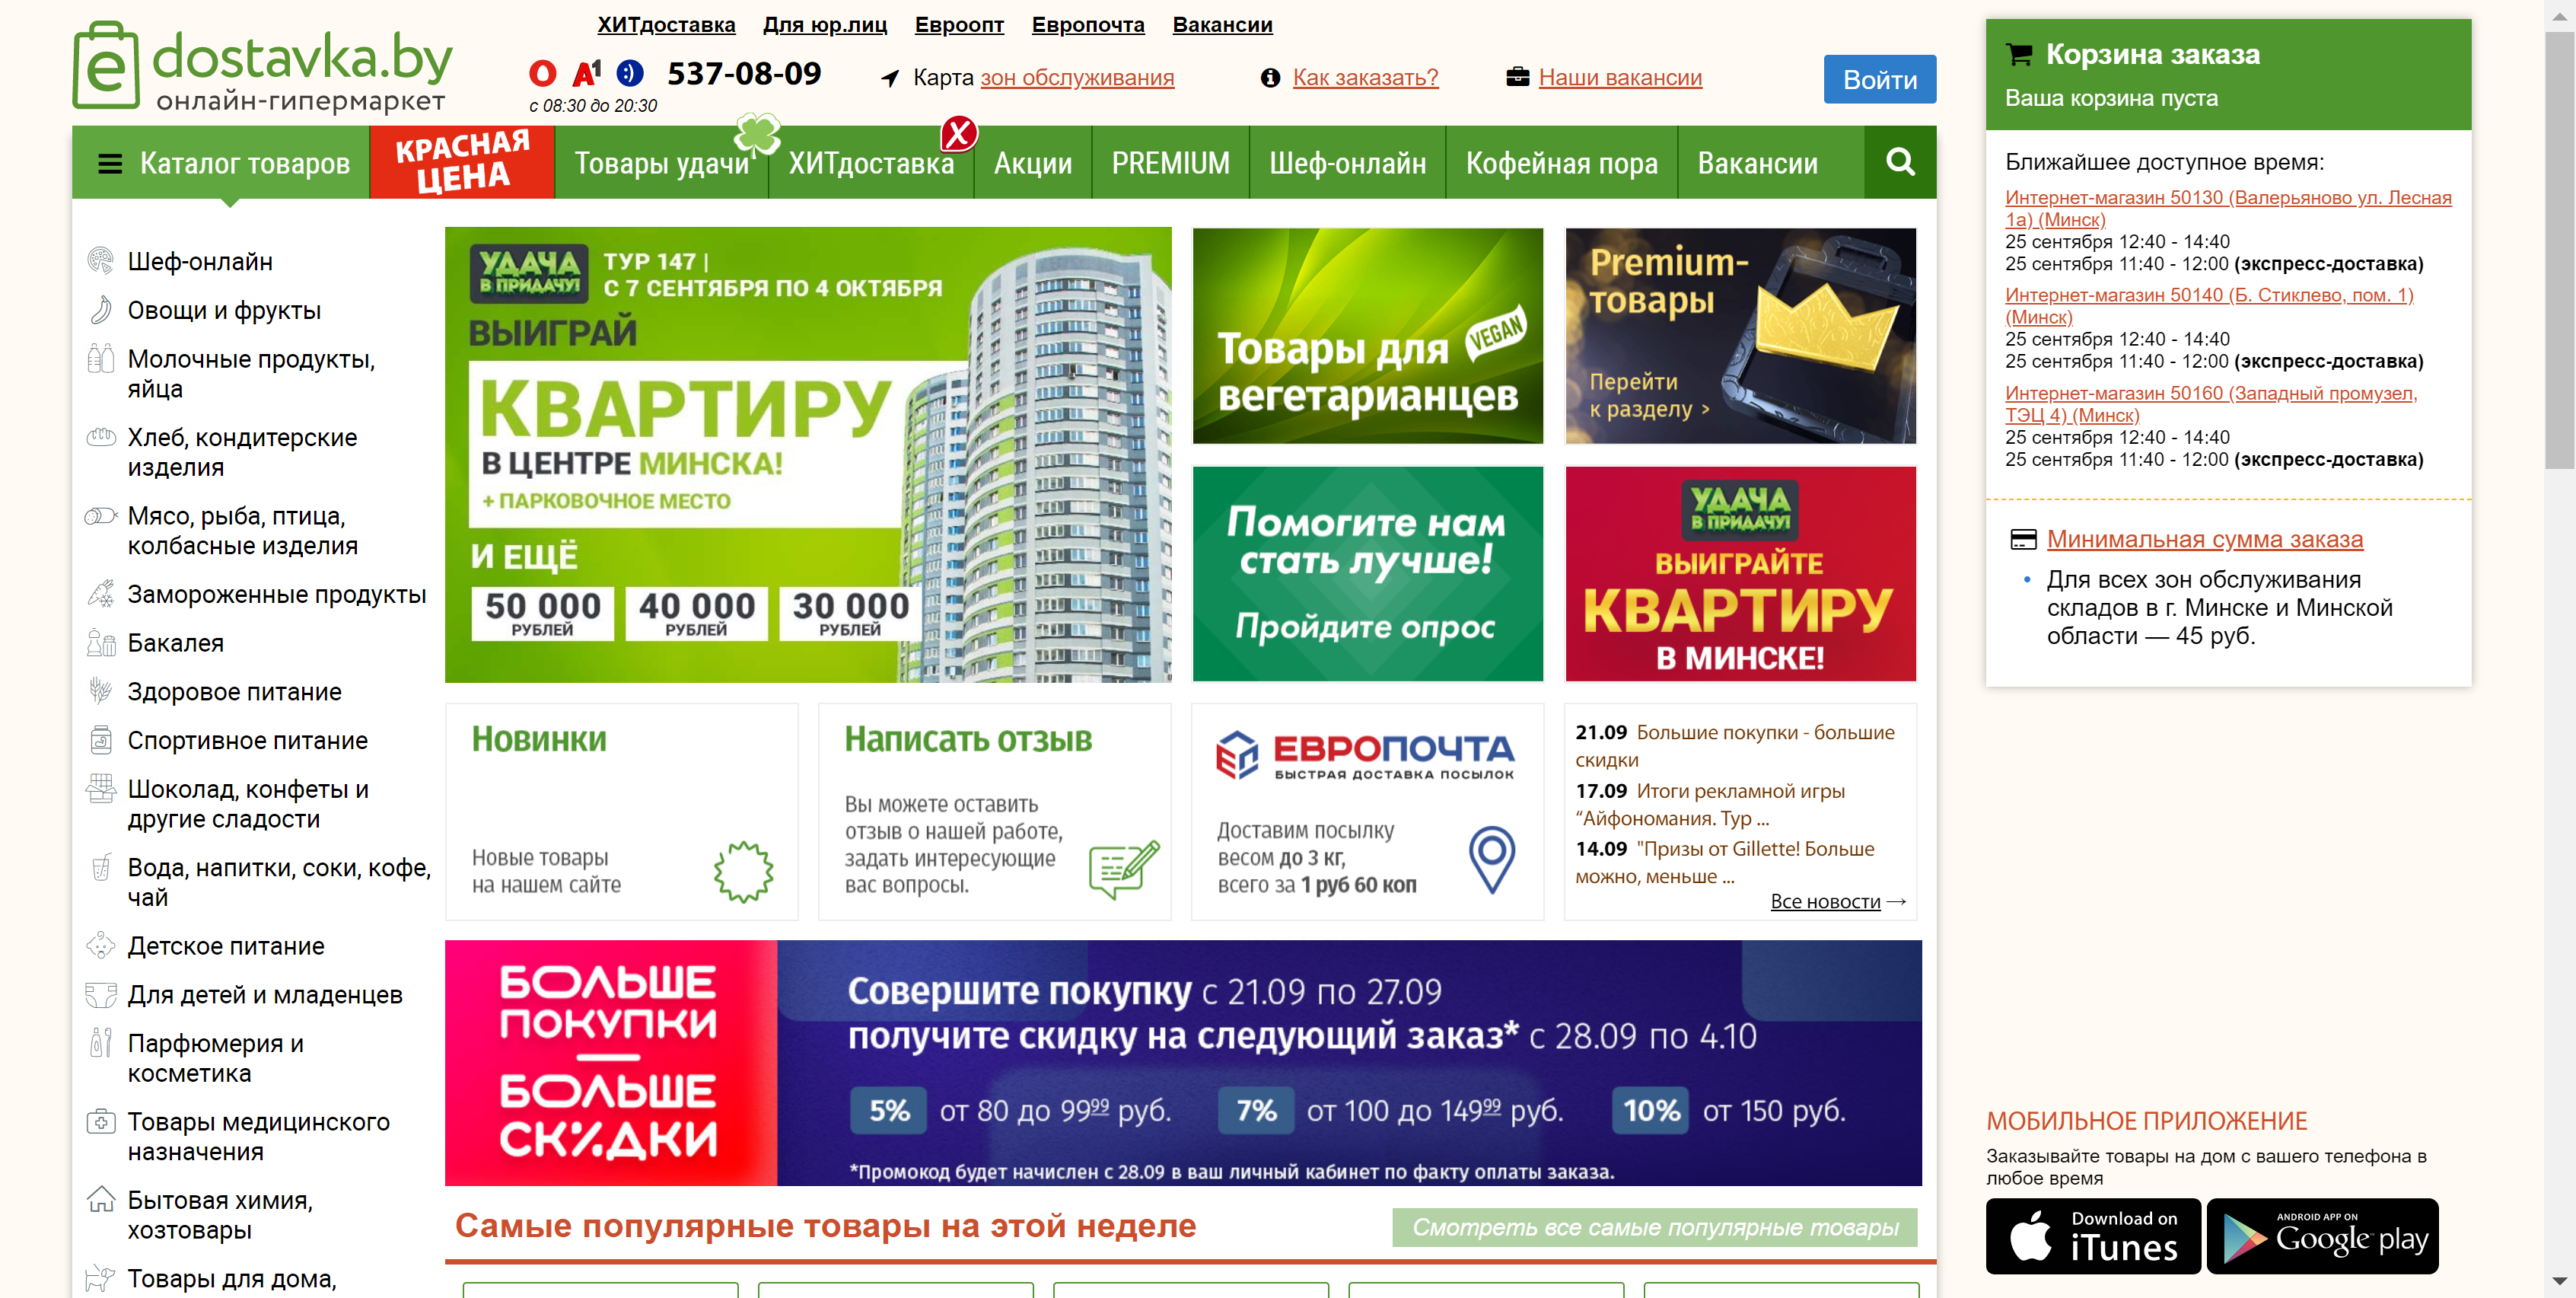 ХИТдоставка Для юр.лиц Евроопт Европочта Вакансии
e dostavka.by
онлайн-гипермаркет
A1 :) 537-08-09
с 08:30 до 20:30
Карта зон обслуживания
Как заказать?
Наши вакансии
Войти
Каталог товаров
КРАСНАЯ
ЦЕНА
Товары удачи
ХИТдоставка
X
Акции
PREMIUM
Шеф-онлайн
Кофейная пора
Вакансии
Шеф-онлайн
Овощи и фрукты
Молочные продукты,
яйца
Хлеб, кондитерские
изделия
Мясо, рыба, птица,
колбасные изделия
Замороженные продукты
Бакалея
Здоровое питание
Спортивное питание
Шоколад, конфеты и
другие сладости
Вода, напитки, соки, кофе,
чай
Детское питание
Для детей и младенцев
Парфюмерия и
косметика
Товары медицинского
назначения
Бытовая химия,
хозтовары
Товары для дома,
УДАЧА
В ПРИДАЧУ!
ТУР 147 |
С 7 СЕНТЯБРЯ ПО 4 ОКТЯБРЯ
ВЫИГРАЙ
КВАРТИРУ
В ЦЕНТРЕ МИНСКА!
+ ПАРКОВОЧНОЕ МЕСТО
И ЕЩЁ
50 000 40 000 30 000
РУБЛЕЙ РУБЛЕЙ РУБЛЕЙ
Товары для
вегетарианцев
VEGAN
Premium-
товары
Перейти
к разделу >
Помогите нам
стать лучше!
Пройдите опрос
УДАЧА
В ПРИДАЧУ!
ВЫИГРАЙТЕ
КВАРТИРУ
В МИНСКЕ!
Новинки
Новые товары
на нашем сайте
Написать отзыв
Вы можете оставить
отзыв о нашей работе,
задать интересующие
вас вопросы.
ЕВРОПОЧТА
БЫСТРАЯ ДОСТАВКА ПОСЫЛОК
Доставим посылку
весом до 3 кг,
всего за 1 руб 60 коп
21.09 Большие покупки - большие
скидки
17.09 Итоги рекламной игры
“Айфономания. Тур ...
14.09 "Призы от Gillette! Больше
можно, меньше ...
Все новости →
БОЛЬШЕ
ПОКУПКИ
—
БОЛЬШЕ
СКИДКИ
Совершите покупку с 21.09 по 27.09
получите скидку на следующий заказ* с 28.09 по 4.10
5% от 80 до 99⁹⁹ руб. 7% от 100 до 149⁹⁹ руб. 10% от 150 руб.
*Промокод будет начислен с 28.09 в ваш личный кабинет по факту оплаты заказа.
Самые популярные товары на этой неделе
Смотреть все самые популярные товары
Корзина заказа
Ваша корзина пуста
Ближайшее доступное время:
Интернет-магазин 50130 (Валерьяново ул. Лесная
1а) (Минск)
25 сентября 12:40 - 14:40
25 сентября 11:40 - 12:00 (экспресс-доставка)
Интернет-магазин 50140 (Б. Стиклево, пом. 1)
(Минск)
25 сентября 12:40 - 14:40
25 сентября 11:40 - 12:00 (экспресс-доставка)
Интернет-магазин 50160 (Западный промузел,
ТЭЦ 4) (Минск)
25 сентября 12:40 - 14:40
25 сентября 11:40 - 12:00 (экспресс-доставка)
Минимальная сумма заказа
• Для всех зон обслуживания
складов в г. Минске и Минской
области — 45 руб.
МОБИЛЬНОЕ ПРИЛОЖЕНИЕ
Заказывайте товары на дом с вашего телефона в
любое время
Download on
iTunes
ANDROID APP ON
Google play